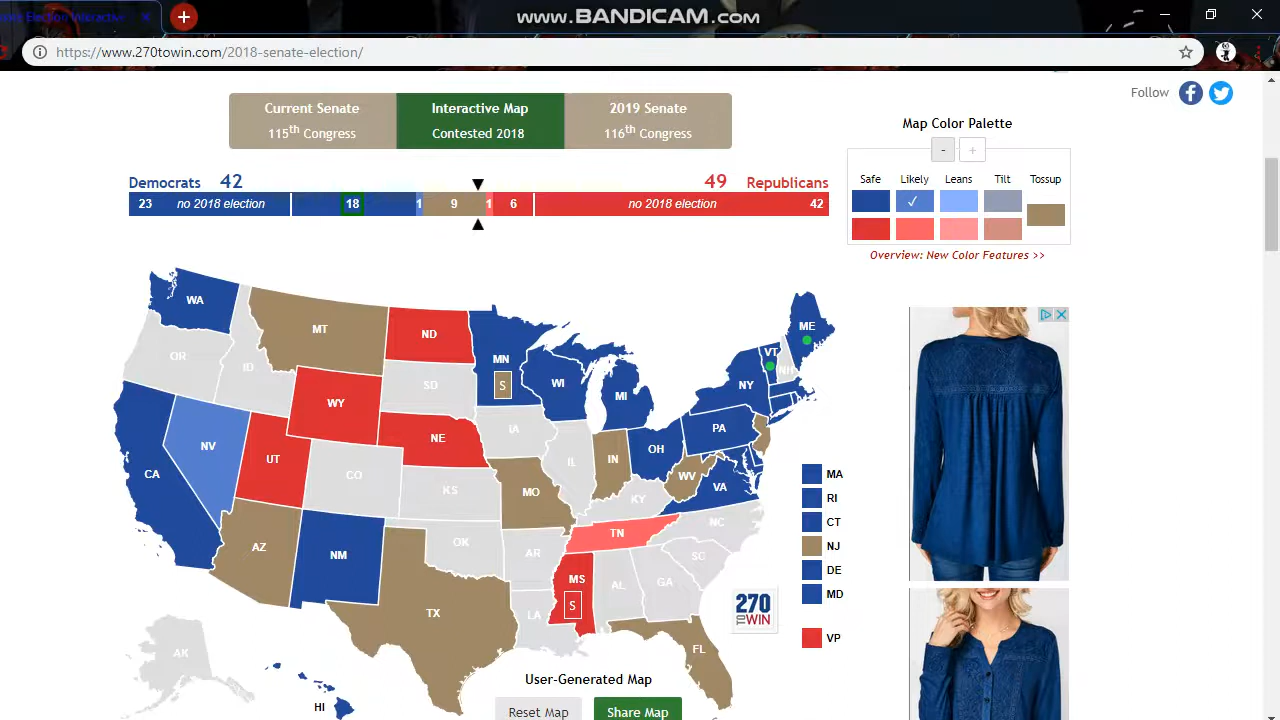 www.BANDICAM.com
Election Interactive
https://www.270towin.com/2018-senate-election/
Current Senate
115th Congress
Interactive Map
Contested 2018
2019 Senate
116th Congress
Follow
Map Color Palette
- +
Safe Likely Leans Tilt Tossup
Overview: New Color Features >>
Democrats 42
49 Republicans
23 no 2018 election 18 1 9 1 6 no 2018 election 42
WA
MT
ND
MN
S
ME
OR
ID
SD
WI
VT
NH
NY
WY
MI
NV
NE
IA
PA
UT
CO
IL
IN
OH
CA
KS
MO
WV
VA
KY
AZ
NM
OK
AR
TN
NC
SC
TX
LA
MS
S
AL
GA
FL
AK
HI
MA
RI
CT
NJ
DE
MD
VP
270
TO WIN
User-Generated Map
Reset Map
Share Map